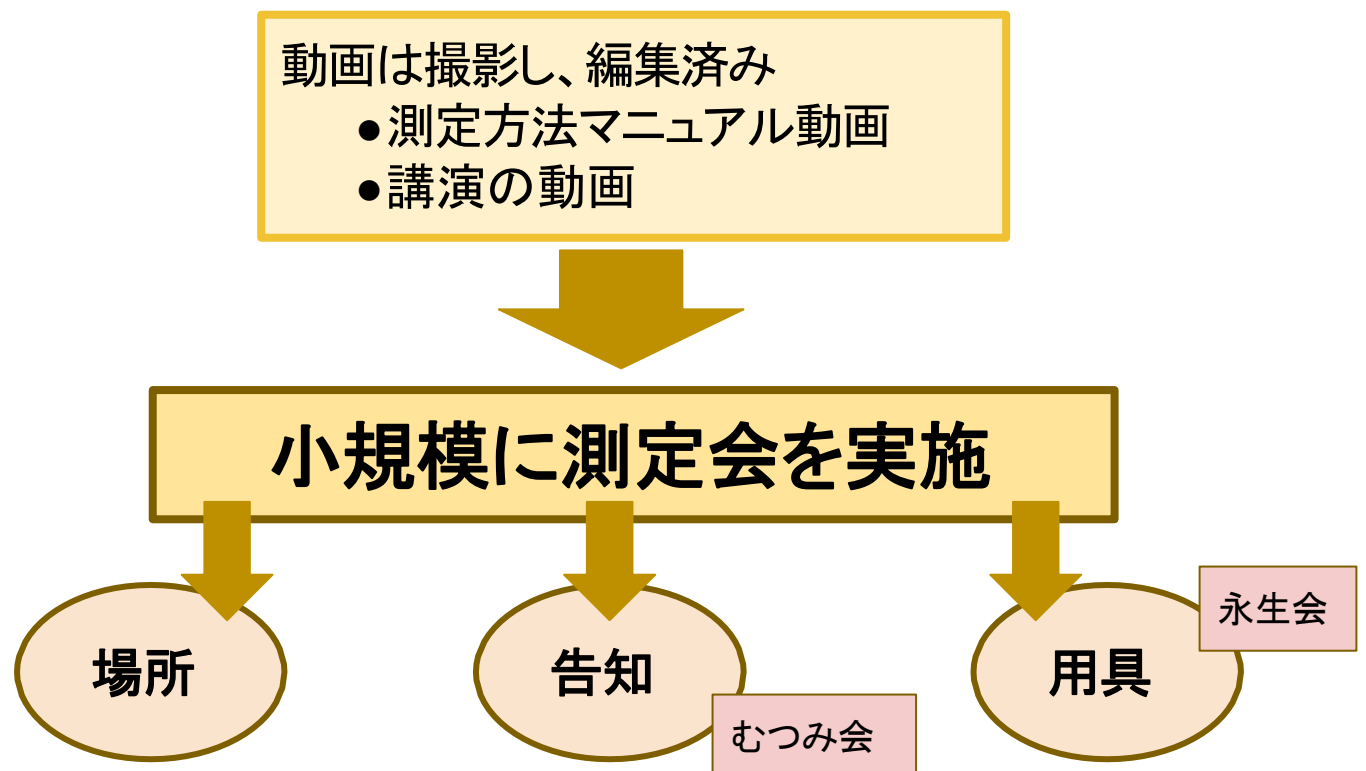 動画は撮影し、編集済み
●測定方法マニュアル動画
●講演の動画
小規模に測定会を実施
場所
告知
用具
永生会
むつみ会